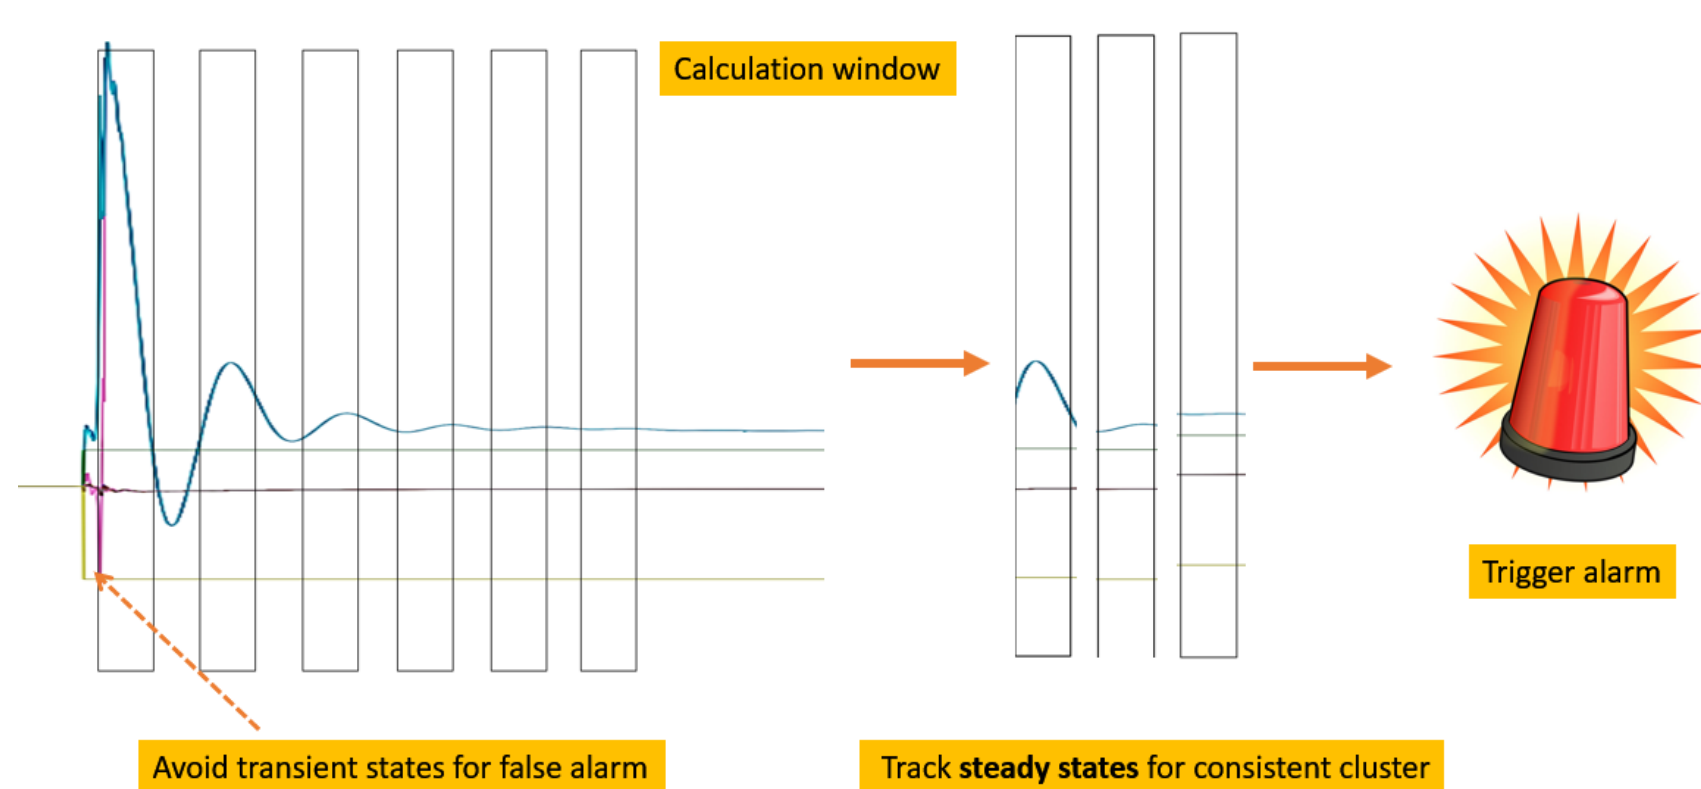 Calculation window
Trigger alarm
Avoid transient states for false alarm
Track steady states for consistent cluster